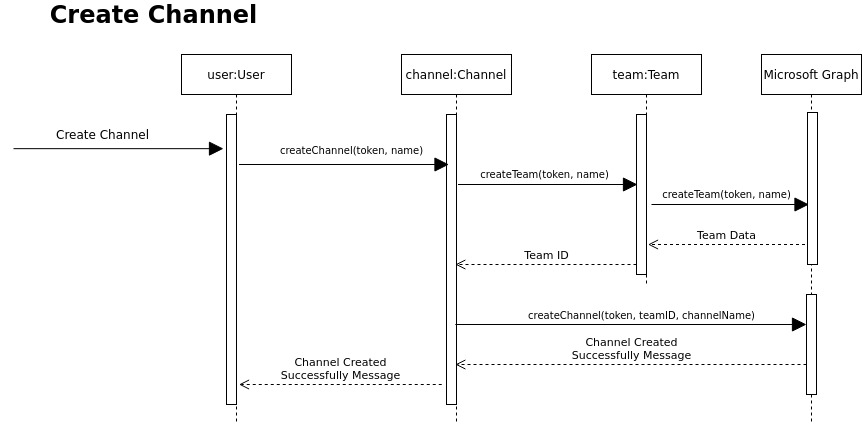 Create Channel
user:User
channel:Channel
team:Team
Microsoft Graph
Create Channel
createChannel(token, name)
createTeam(token, name)
createTeam(token, name)
Team Data
Team ID
createChannel(token, teamID, channelName)
Channel Created
Successfully Message
Channel Created
Successfully Message